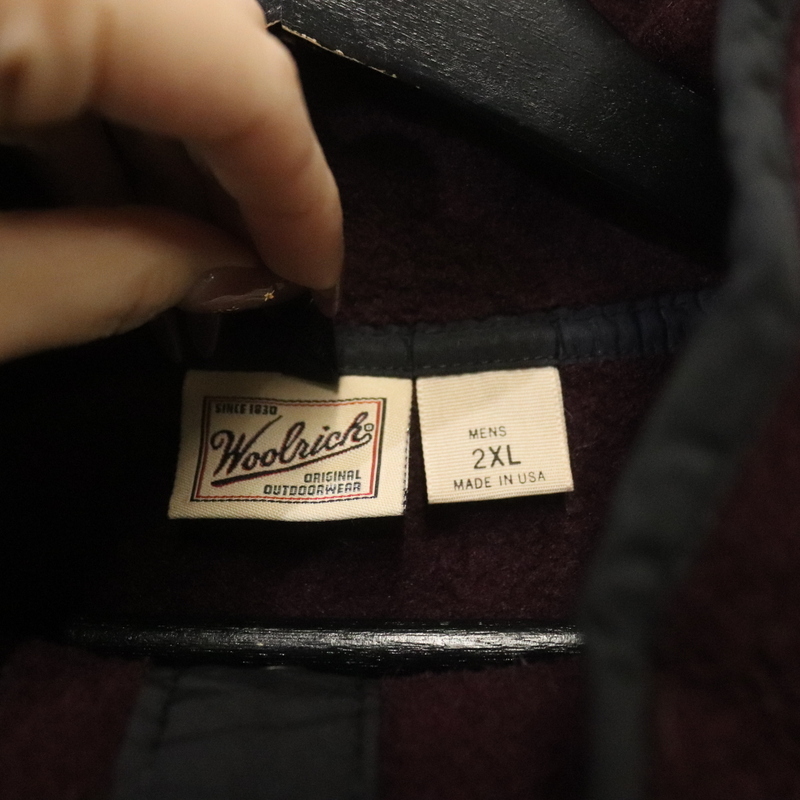 SINCE 1830
Woolrich®
ORIGINAL
OUTDOORWEAR
MENS
2XL
MADE IN USA